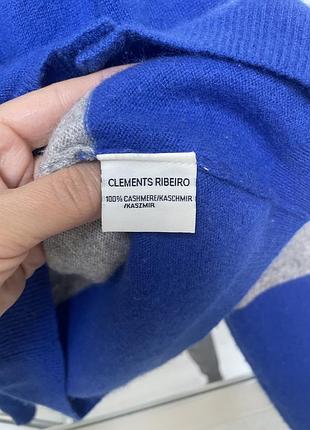 CLEMENTS RIBEIRO
100% CASHMERE/KASCHMIR
/KASZMIR